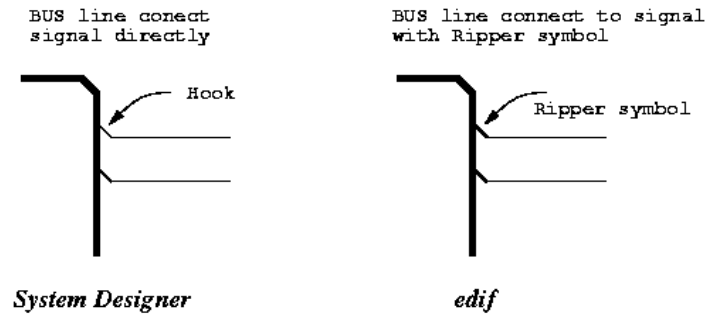 BUS line conect
signal directly
Hook
System Designer
BUS line connect to signal
with Ripper symbol
Ripper symbol
edif